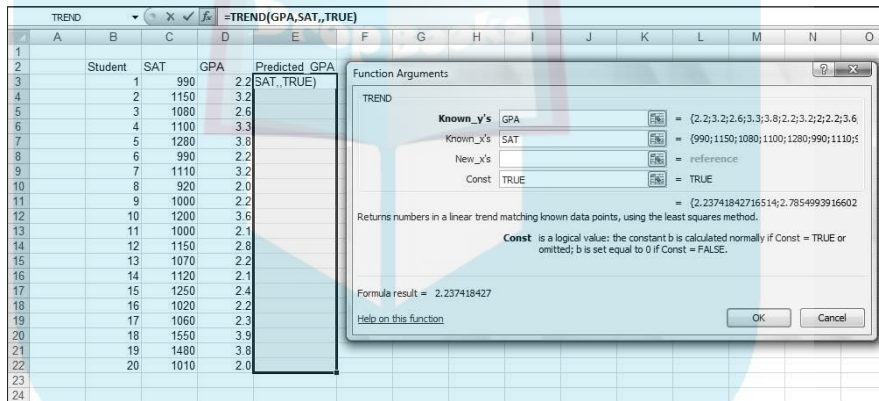 TREND fx =TREND(GPA,SAT,,TRUE)
A B C D E F G H I J K L M N O
1
2 Student SAT GPA Predicted_GPA
3 1 990 2.2 SAT,,TRUE)
4 2 1150 3.2
5 3 1080 2.6
6 4 1100 3.3
7 5 1280 3.8
8 6 990 2.2
9 7 1110 3.2
10 8 920 2.0
11 9 1000 2.2
12 10 1200 3.6
13 11 1000 2.1
14 12 1150 2.8
15 13 1070 2.2
16 14 1120 2.1
17 15 1250 2.4
18 16 1020 2.2
19 17 1060 2.3
20 18 1550 3.9
21 19 1480 3.8
22 20 1010 2.0
23
24
Function Arguments
TREND
Known_y's GPA = {2.2;3.2;2.6;3.3;3.8;2.2;3.2;2;2.2;3.6;
Known_x's SAT = {990;1150;1080;1100;1280;990;1110;9
New_x's = reference
Const TRUE = TRUE
= {2.23741842716514;2.7854993916602
Returns numbers in a linear trend matching known data points, using the least squares method.
Const is a logical value: the constant b is calculated normally if Const = TRUE or
omitted; b is set equal to 0 if Const = FALSE.
Formula result = 2.237418427
Help on this function
OK Cancel